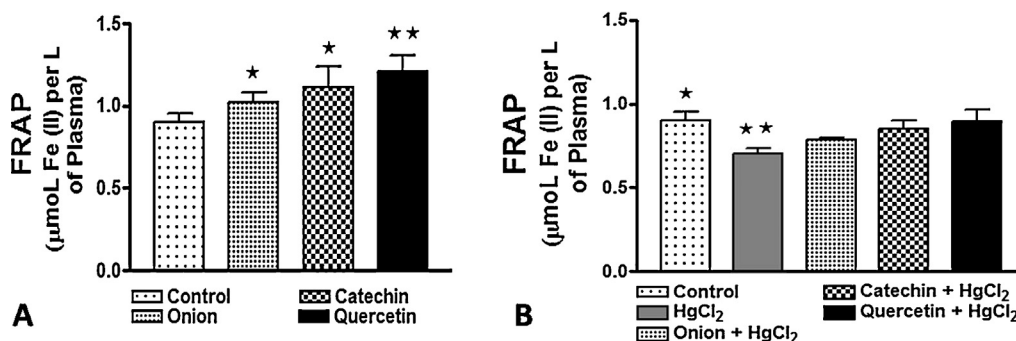 FRAP
(μmoL Fe (II) per L
of Plasma)
1.5
1.0
0.5
0.0
★
★
★ ★
Control
Catechin
Onion
Quercetin
A
FRAP
(μmoL Fe (II) per L
of Plasma)
1.5
1.0
0.5
0.0
★
★ ★
Control
Catechin + HgCl₂
HgCl₂
Quercetin + HgCl₂
Onion + HgCl₂
B